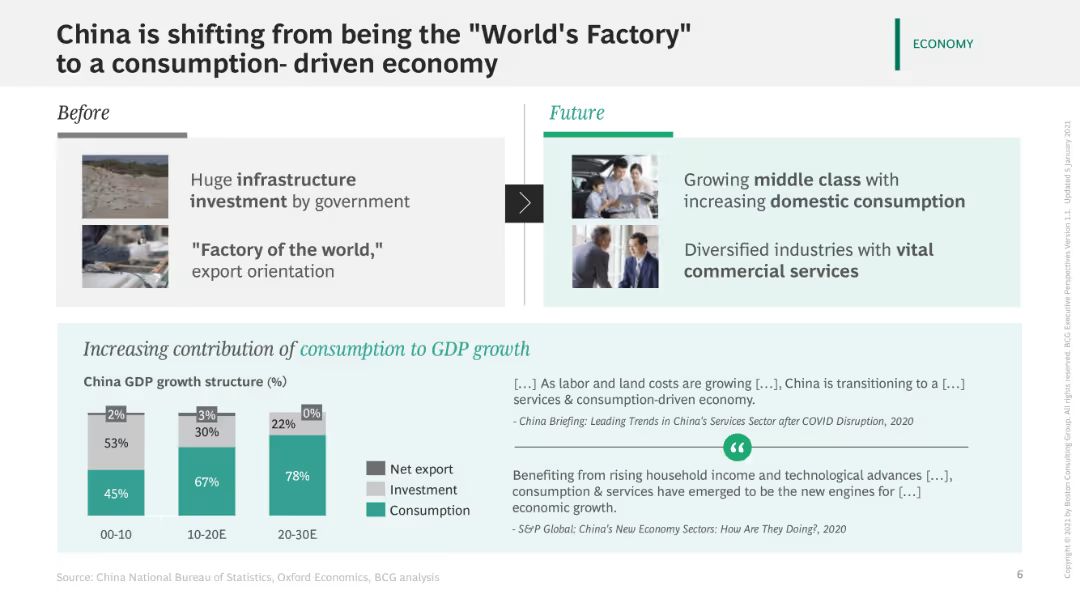 China is shifting from being the "World's Factory"
to a consumption- driven economy
ECONOMY
Before
Huge infrastructure
investment by government
"Factory of the world,"
export orientation
Future
Growing middle class with
increasing domestic consumption
Diversified industries with vital
commercial services
Increasing contribution of consumption to GDP growth
China GDP growth structure (%)
2%
53%
45%
00-10
3%
30%
67%
10-20E
0%
22%
78%
20-30E
Net export
Investment
Consumption
[…] As labor and land costs are growing […], China is transitioning to a […]
services & consumption-driven economy.
- China Briefing: Leading Trends in China's Services Sector after COVID Disruption, 2020
Benefiting from rising household income and technological advances […],
consumption & services have emerged to be the new engines for […]
economic growth.
- S&P Global: China's New Economy Sectors: How Are They Doing?, 2020
Source: China National Bureau of Statistics, Oxford Economics, BCG analysis
6
Copyright © 2021 by Boston Consulting Group. All rights reserved. BCG Executive Perspectives Version 1.1. Updated 5 January 2021